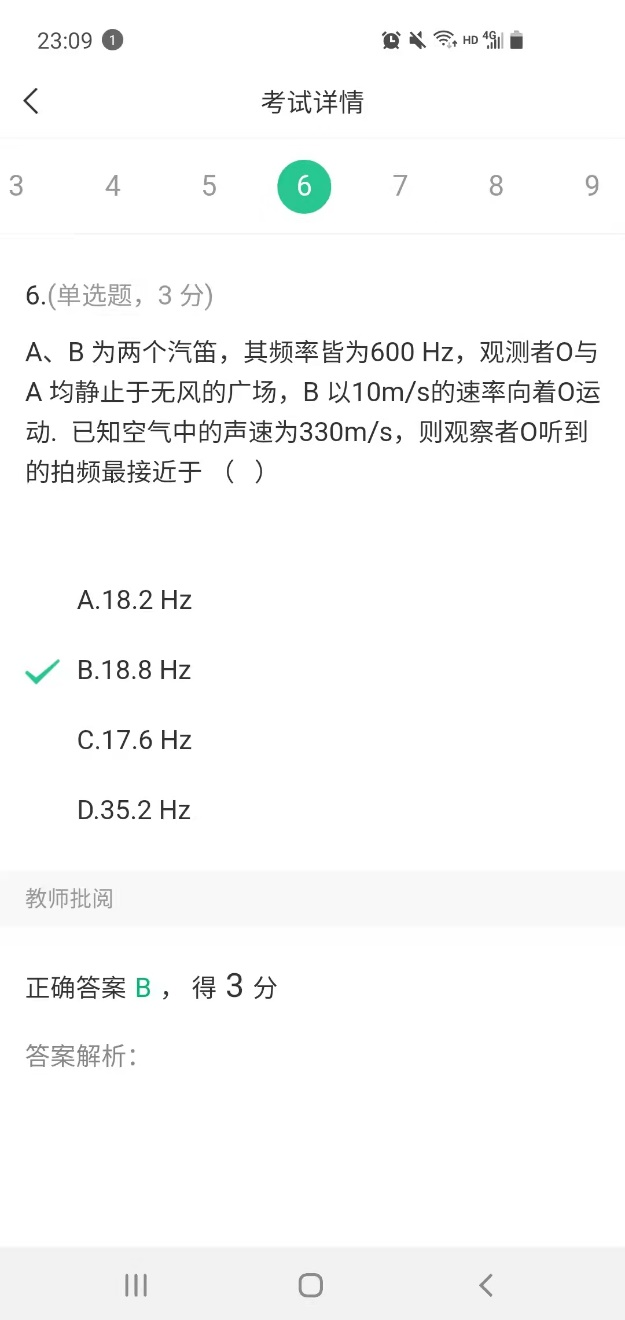 23:09 1 HD 4G
考试详情
3 4 5 6 7 8 9
6.(单选题，3 分)
A、B 为两个汽笛，其频率皆为600 Hz，观测者O与
A 均静止于无风的广场，B 以10m/s的速率向着O运
动. 已知空气中的声速为330m/s，则观察者O听到
的拍频最接近于 （ ）
A.18.2 Hz
B.18.8 Hz
C.17.6 Hz
D.35.2 Hz
教师批阅
正确答案 B ， 得 3 分
答案解析：